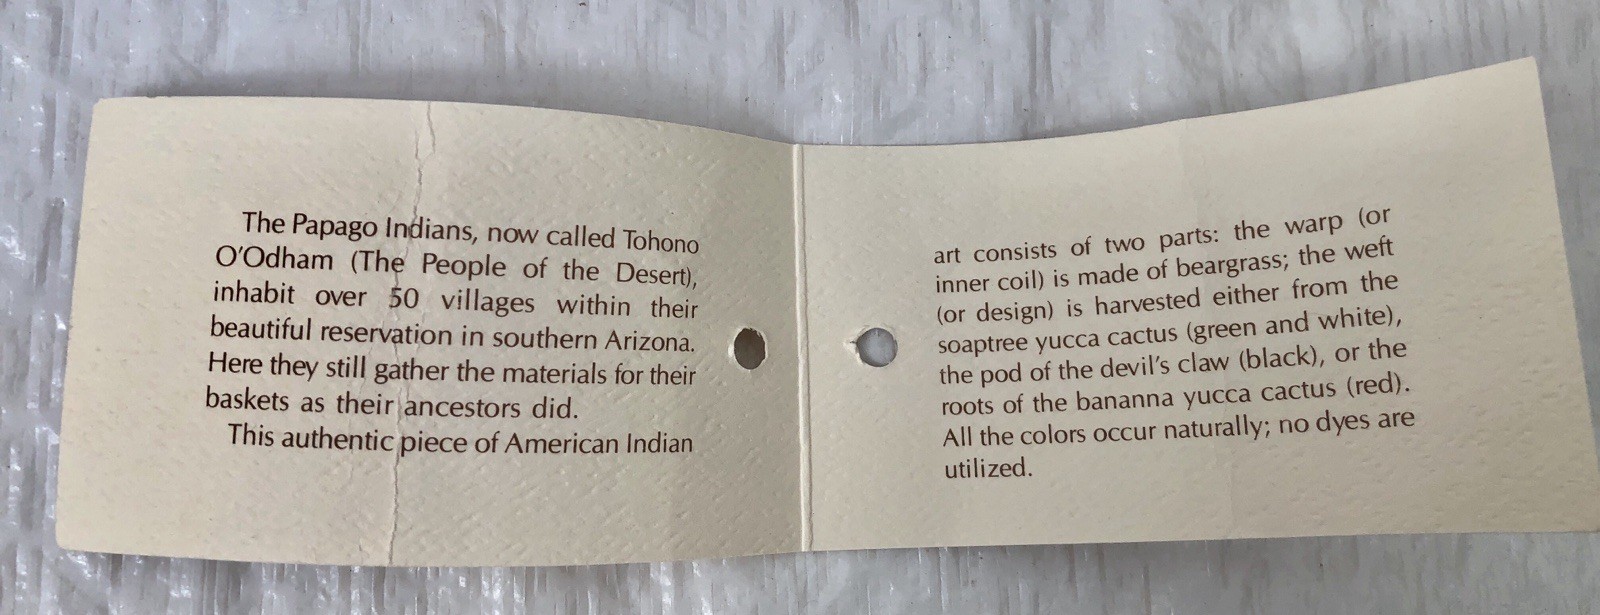 The Papago Indians, now called Tohono
O'Odham (The People of the Desert),
inhabit over 50 villages within their
beautiful reservation in southern Arizona.
Here they still gather the materials for their
baskets as their ancestors did.
This authentic piece of American Indian
art consists of two parts: the warp (or
inner coil) is made of beargrass; the weft
(or design) is harvested either from the
soaptree yucca cactus (green and white),
the pod of the devil's claw (black), or the
roots of the bananna yucca cactus (red).
All the colors occur naturally; no dyes are
utilized.